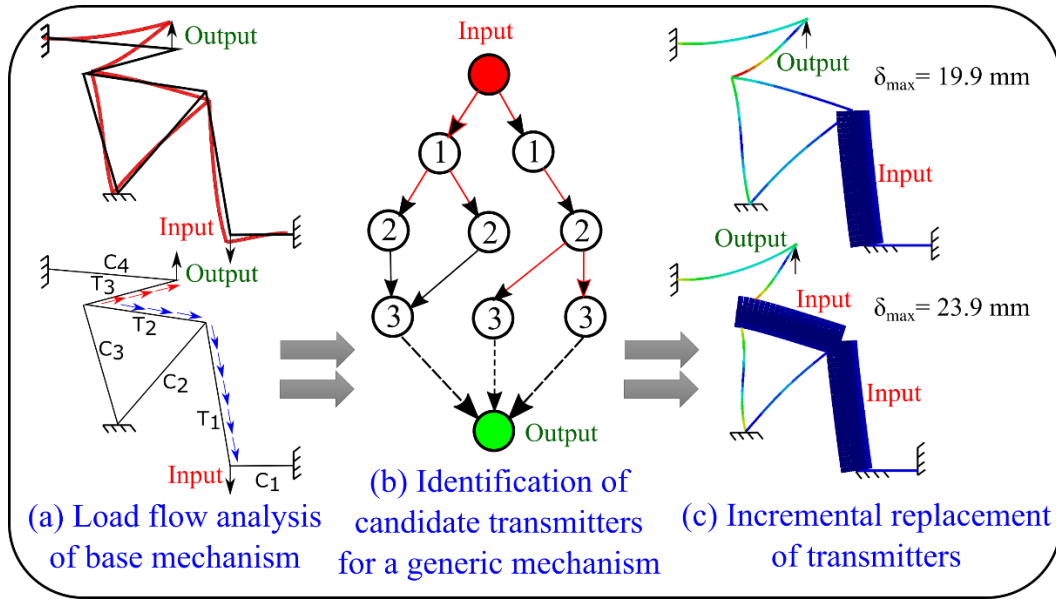 Output
Input
C4
T3
Output
T2
C3
C2
T1
Input
C1
(a) Load flow analysis
of base mechanism
Input
1
1
2
2
2
3
3
3
Output
(b) Identification of
candidate transmitters
for a generic mechanism
Output
δmax= 19.9 mm
Input
Output
Input
δmax = 23.9 mm
Input
(c) Incremental replacement
of transmitters